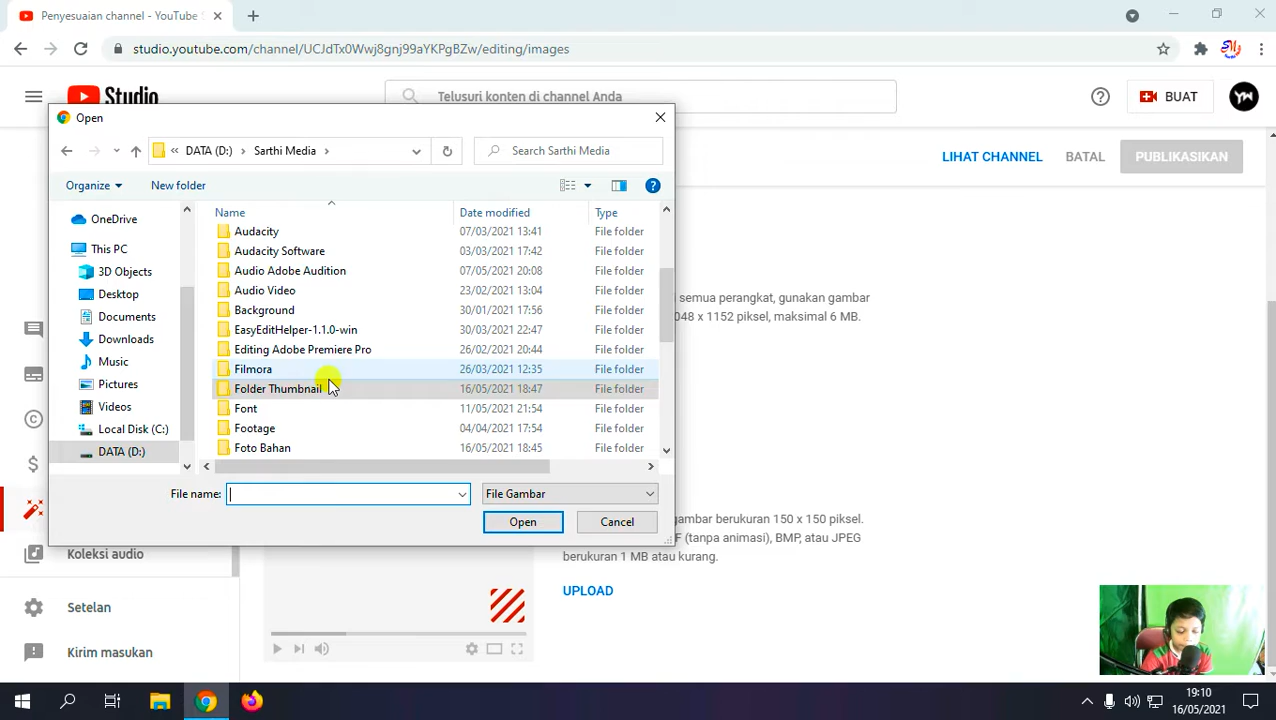 Penyesuaian channel - YouTube S
studio.youtube.com/channel/UCJdTx0Wwj8gnj99aYKPgBZw/editing/images
Studio
Telusuri konten di channel Anda
BUAT
YW
LIHAT CHANNEL
BATAL
PUBLIKASIKAN
Open
« DATA (D:) › Sarthi Media ›
Search Sarthi Media
Organize
New folder
Name
Date modified
Type
OneDrive
This PC
3D Objects
Desktop
Documents
Downloads
Music
Pictures
Videos
Local Disk (C:)
DATA (D:)
Audacity 07/03/2021 13:41 File folder
Audacity Software 03/03/2021 17:42 File folder
Audio Adobe Audition 07/05/2021 20:08 File folder
Audio Video 23/02/2021 13:04 File folder
Background 30/01/2021 17:56 File folder
EasyEditHelper-1.1.0-win 30/03/2021 22:47 File folder
Editing Adobe Premiere Pro 26/02/2021 20:44 File folder
Filmora 26/03/2021 12:35 File folder
Folder Thumbnail 16/05/2021 18:47 File folder
Font 11/05/2021 21:54 File folder
Footage 04/04/2021 17:54 File folder
Foto Bahan 16/05/2021 18:45 File folder
File name:
File Gambar
Open
Cancel
semua perangkat, gunakan gambar
048 x 1152 piksel, maksimal 6 MB.
gambar berukuran 150 x 150 piksel.
F (tanpa animasi), BMP, atau JPEG
berukuran 1 MB atau kurang.
UPLOAD
Koleksi audio
Setelan
Kirim masukan
19:10
16/05/2021